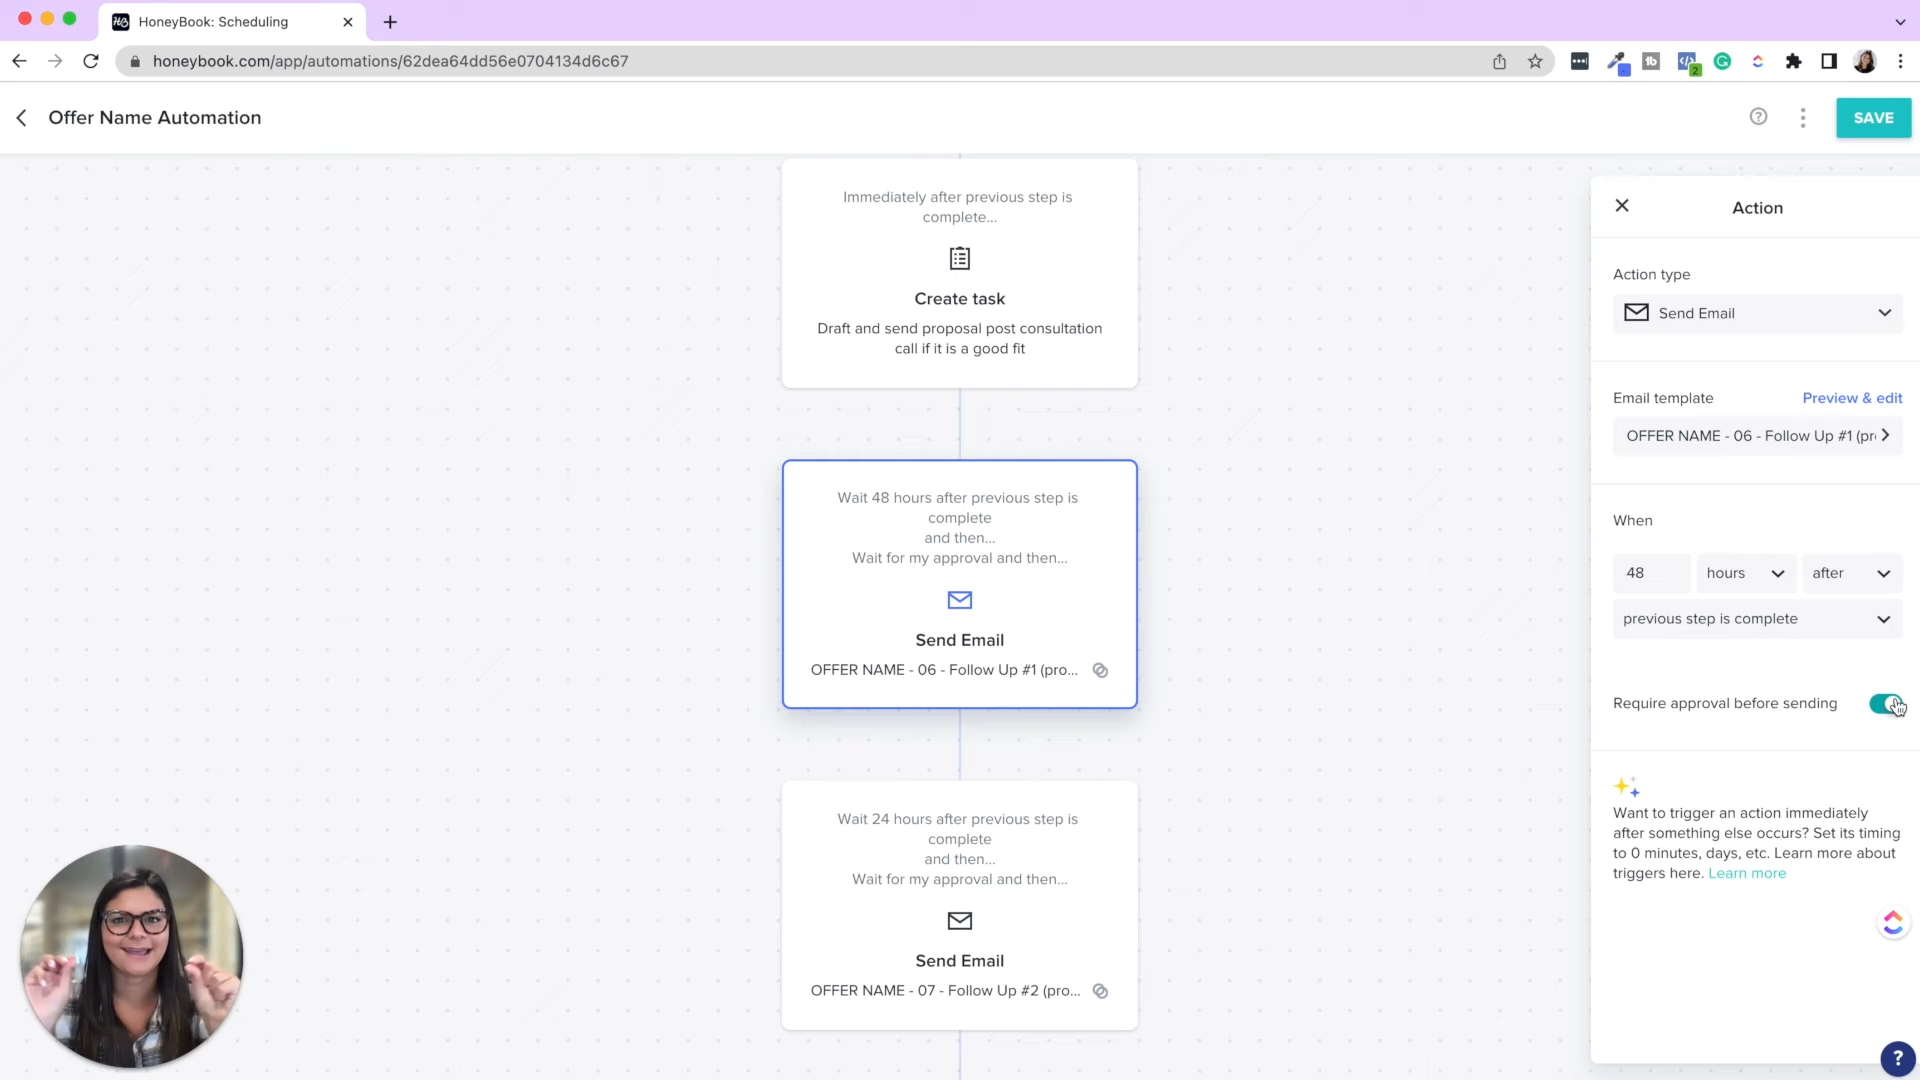 HoneyBook: Scheduling
honeybook.com/app/automations/62dea64dd56e0704134d6c67
2
Offer Name Automation
SAVE
Immediately after previous step is
complete...
Create task
Draft and send proposal post consultation
call if it is a good fit
Wait 48 hours after previous step is
complete
and then...
Wait for my approval and then...
Send Email
OFFER NAME - 06 - Follow Up #1 (pro...
Wait 24 hours after previous step is
complete
and then...
Wait for my approval and then...
Send Email
OFFER NAME - 07 - Follow Up #2 (pro...
Action
Action type
Send Email
Email template Preview & edit
OFFER NAME - 06 - Follow Up #1 (pr
When
48 hours after
previous step is complete
Require approval before sending
Want to trigger an action immediately
after something else occurs? Set its timing
to 0 minutes, days, etc. Learn more about
triggers here. Learn more
?